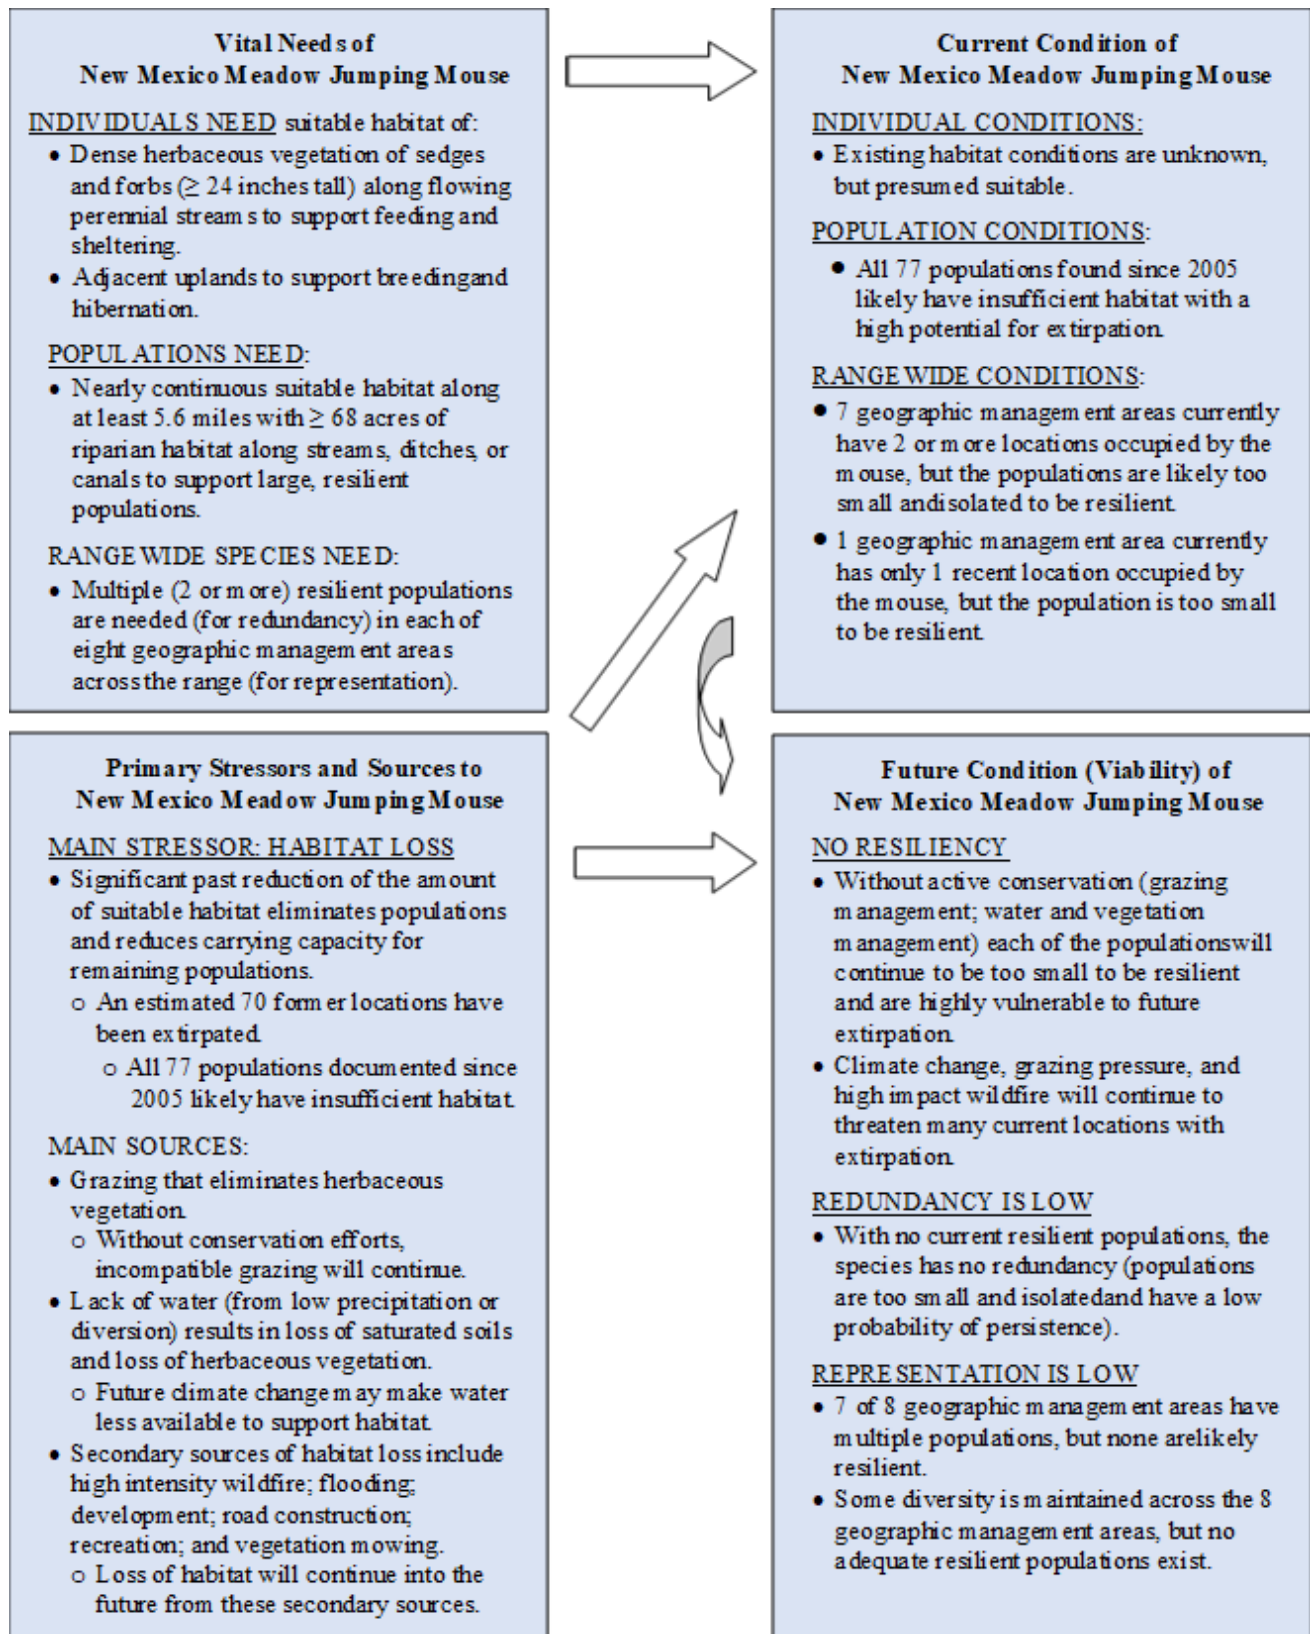 Vital Needs of
New Mexico Meadow Jumping Mouse
INDIVIDUALS NEED suitable habitat of:
• Dense herbaceous vegetation of sedges
and forbs (≥ 24 inches tall) along flowing
perennial streams to support feeding and
sheltering.
• Adjacent uplands to support breedingand
hibernation.
POPULATIONS NEED:
• Nearly continuous suitable habitat along
at least 5.6 miles with ≥ 68 acres of
riparian habitat along streams, ditches, or
canals to support large, resilient
populations.
RANGEWIDE SPECIES NEED:
• Multiple (2 or more) resilient populations
are needed (for redundancy) in each of
eight geographic management areas
across the range (for representation).
Current Condition of
New Mexico Meadow Jumping Mouse
INDIVIDUAL CONDITIONS:
• Existing habitat conditions are unknown,
but presumed suitable.
POPULATION CONDITIONS:
• All 77 populations found since 2005
likely have insufficient habitat with a
high potential for extirpation.
RANGEWIDE CONDITIONS:
• 7 geographic management areas currently
have 2 or more locations occupied by the
mouse, but the populations are likely too
small andisolated to be resilient.
• 1 geographic management area currently
has only 1 recent location occupied by
the mouse, but the population is too small
to be resilient.
Primary Stressors and Sources to
New Mexico Meadow Jumping Mouse
MAIN STRESSOR: HABITAT LOSS
• Significant past reduction of the amount
of suitable habitat eliminates populations
and reduces carrying capacity for
remaining populations.
o An estimated 70 former locations have
been extirpated.
o All 77 populations documented since
2005 likely have insufficient habitat.
MAIN SOURCES:
• Grazing that eliminates herbaceous
vegetation.
o Without conservation efforts,
incompatible grazing will continue.
• Lack of water (from low precipitation or
diversion) results in loss of saturated soils
and loss of herbaceous vegetation.
o Future climate change may make water
less available to support habitat.
• Secondary sources of habitat loss include
high intensity wildfire; flooding;
development; road construction;
recreation; and vegetation mowing.
o Loss of habitat will continue into the
future from these secondary sources.
Future Condition (Viability) of
New Mexico Meadow Jumping Mouse
NO RESILIENCY
• Without active conservation (grazing
management; water and vegetation
management) each of the populationswill
continue to be too small to be resilient
and are highly vulnerable to future
extirpation.
• Climate change, grazing pressure, and
high impact wildfire will continue to
threaten many current locations with
extirpation.
REDUNDANCY IS LOW
• With no current resilient populations, the
species has no redundancy (populations
are too small and isolatedand have a low
probability of persistence).
REPRESENTATION IS LOW
• 7 of 8 geographic management areas have
multiple populations, but none arelikely
resilient.
• Some diversity is maintained across the 8
geographic management areas, but no
adequate resilient populations exist.